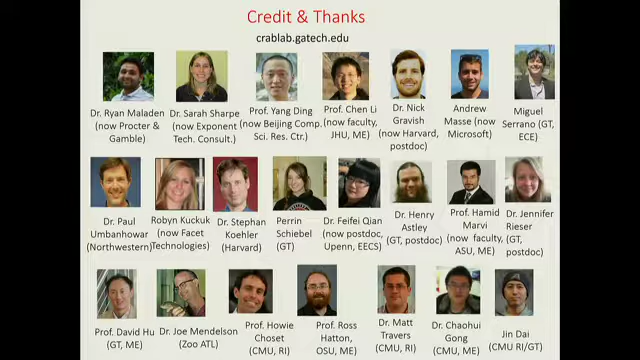 Credit & Thanks
crablab.gatech.edu
Dr. Ryan Maladen
(now Procter &
Gamble)
Dr. Sarah Sharpe
(now Exponent
Tech. Consult.)
Prof. Yang Ding
(now Beijing Comp.
Sci. Res. Ctr.)
Prof. Chen Li
(now faculty,
JHU, ME)
Dr. Nick
Gravish
(now Harvard,
postdoc)
Andrew
Masse (now
Microsoft)
Miguel
Serrano (GT,
ECE)
Dr. Paul
Umbanhowar
(Northwestern)
Robyn Kuckuk
(now Facet
Technologies)
Dr. Stephan
Koehler
(Harvard)
Perrin
Schiebel
(GT)
Dr. Feifei Qian
(now postdoc,
Upenn, EECS)
Dr. Henry
Astley
(GT, postdoc)
Prof. Hamid
Marvi
(now faculty,
ASU, ME)
Dr. Jennifer
Rieser
(GT,
postdoc)
Prof. David Hu
(GT, ME)
Dr. Joe Mendelson
(Zoo ATL)
Prof. Howie
Choset
(CMU, RI)
Prof. Ross
Hatton,
OSU, ME)
Dr. Matt
Travers
(CMU, RI)
Dr. Chaohui
Gong
(CMU, ME)
Jin Dai
(CMU RI/GT)